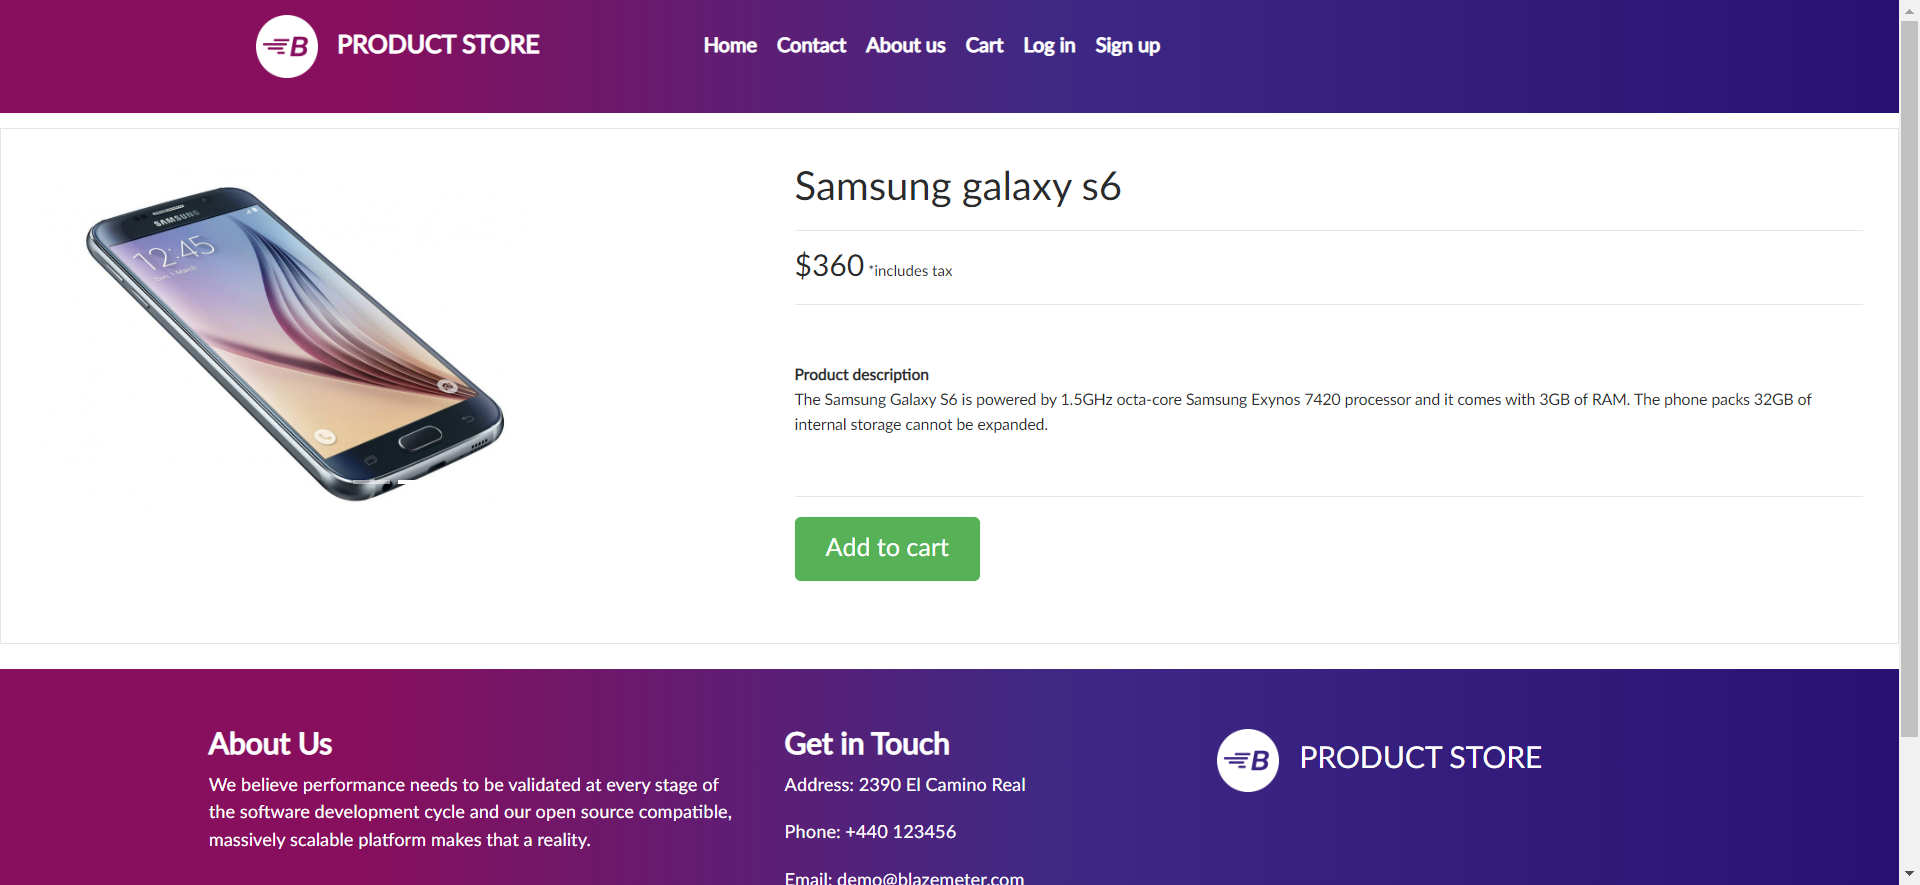 B PRODUCT STORE
Home Contact About us Cart Log in Sign up
SAMSUNG
12:45
Sun, 1 March
Samsung galaxy s6
$360 *includes tax
Product description
The Samsung Galaxy S6 is powered by 1.5GHz octa-core Samsung Exynos 7420 processor and it comes with 3GB of RAM. The phone packs 32GB of
internal storage cannot be expanded.
Add to cart
About Us
We believe performance needs to be validated at every stage of
the software development cycle and our open source compatible,
massively scalable platform makes that a reality.
Get in Touch
Address: 2390 El Camino Real
Phone: +440 123456
Email: demo@blazemeter.com
B PRODUCT STORE